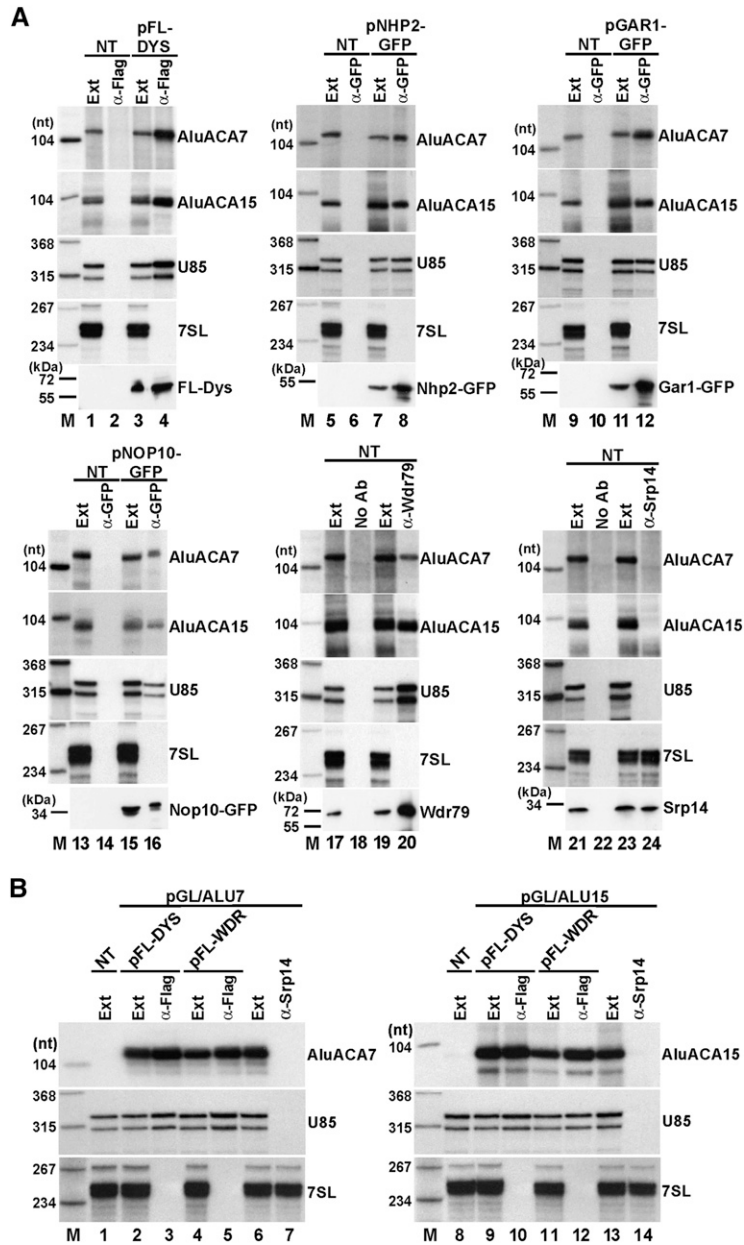 A
pFL-
NT DYS
Ext α-Flag Ext α-Flag
(nt)
104 AluACA7
104 AluACA15
368
315 U85
267
234 7SL
(kDa)
72
55 FL-Dys
M 1 2 3 4
pNHP2-
NT GFP
Ext α-GFP Ext α-GFP
(nt)
104 AluACA7
104 AluACA15
368
315 U85
267
234 7SL
(kDa)
55 Nhp2-GFP
M 5 6 7 8
pGAR1-
NT GFP
Ext α-GFP Ext α-GFP
(nt)
104 AluACA7
104 AluACA15
368
315 U85
267
234 7SL
(kDa)
72
55 Gar1-GFP
M 9 10 11 12
pNOP10-
NT GFP
Ext α-GFP Ext α-GFP
(nt)
104 AluACA7
104 AluACA15
368
315 U85
267
234 7SL
(kDa)
34 Nop10-GFP
M 13 14 15 16
NT
Ext No Ab Ext α-Wdr79
(nt)
104 AluACA7
104 AluACA15
368
315 U85
267
234 7SL
(kDa)
72 Wdr79
55
M 17 18 19 20
NT
Ext No Ab Ext α-Srp14
(nt)
104 AluACA7
104 AluACA15
368
315 U85
267
234 7SL
(kDa)
34 Srp14
M 21 22 23 24
B
pGL/ALU7
NT pFL-DYS pFL-WDR
Ext Ext α-Flag Ext α-Flag Ext α-Srp14
(nt)
104 AluACA7
368
315 U85
267
234 7SL
M 1 2 3 4 5 6 7
pGL/ALU15
NT pFL-DYS pFL-WDR
Ext Ext α-Flag Ext α-Flag Ext α-Srp14
(nt)
104 AluACA15
368
315 U85
267
234 7SL
M 8 9 10 11 12 13 14